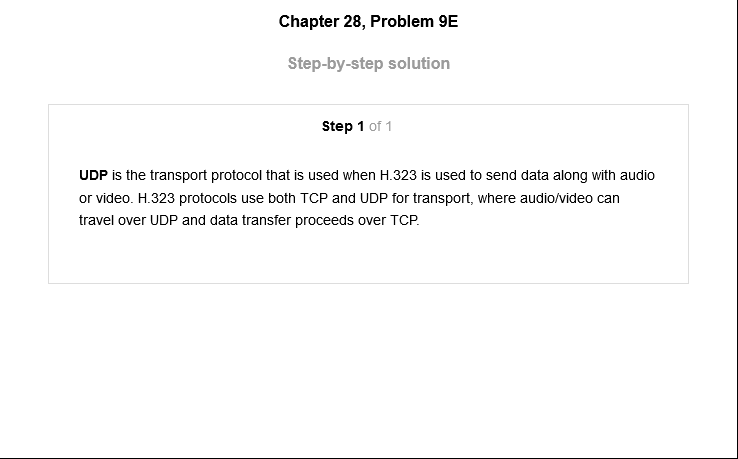 Chapter 28, Problem 9E
Step-by-step solution
Step 1 of 1
UDP is the transport protocol that is used when H.323 is used to send data along with audio
or video. H.323 protocols use both TCP and UDP for transport, where audio/video can
travel over UDP and data transfer proceeds over TCP.